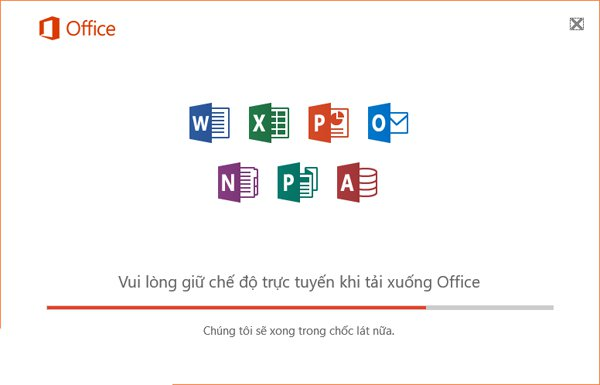 Office
W X P O
N P A
Vui lòng giữ chế độ trực tuyến khi tải xuống Office
Chúng tôi sẽ xong trong chốc lát nữa.